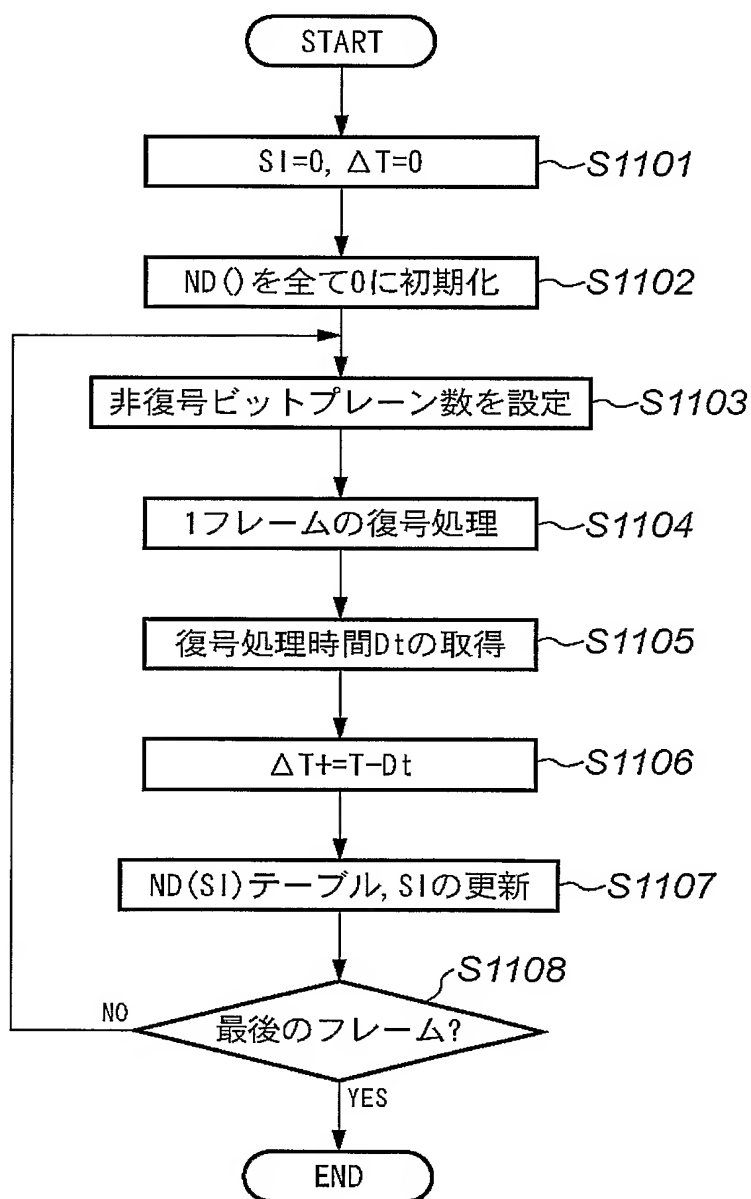 START
SI=0, ΔT=0
S1101
ND()を全て0に初期化
S1102
非復号ビットプレーン数を設定
S1103
1フレームの復号処理
S1104
復号処理時間Dtの取得
S1105
ΔT+=T-Dt
S1106
ND(SI)テーブル,SIの更新
S1107
S1108
最後のフレーム?
NO
YES
END